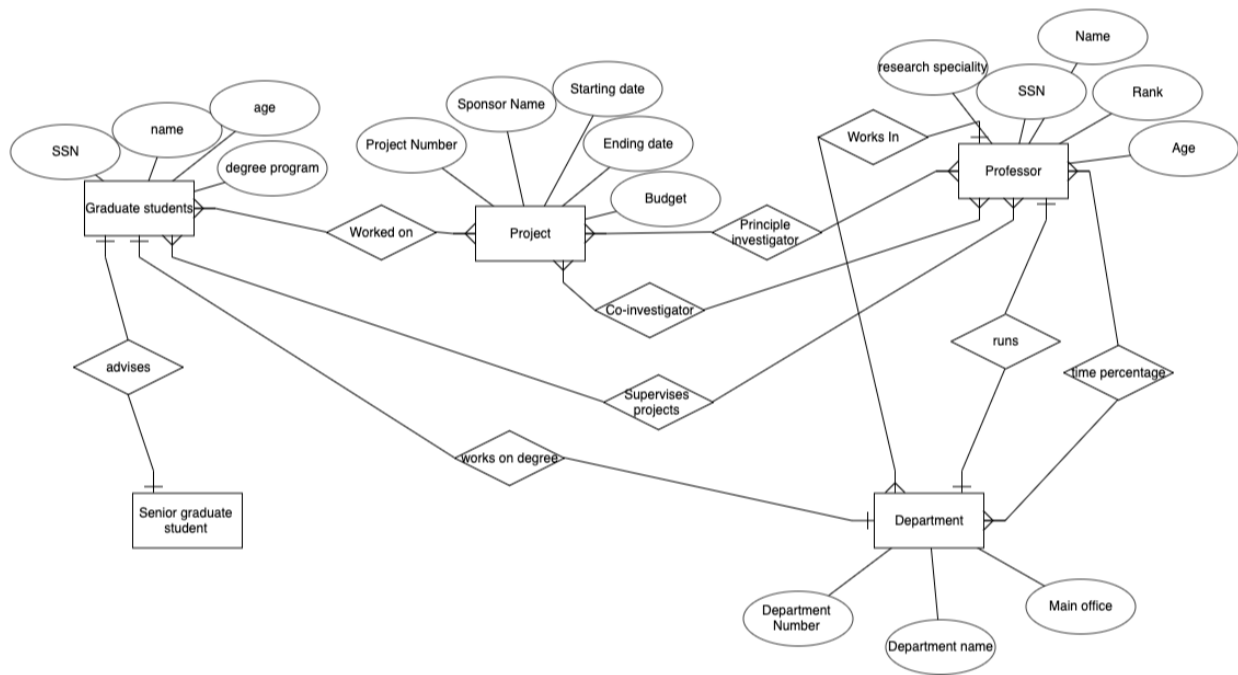 Name
research speciality
SSN
Rank
Age
Starting date
Sponsor Name
Ending date
Project Number
Budget
age
name
SSN
degree program
Works In
Professor
Graduate students
Worked on
Project
Principle
investigator
Co-investigator
runs
time percentage
advises
Supervises
projects
works on degree
Senior graduate
student
Department
Department
Number
Main office
Department name